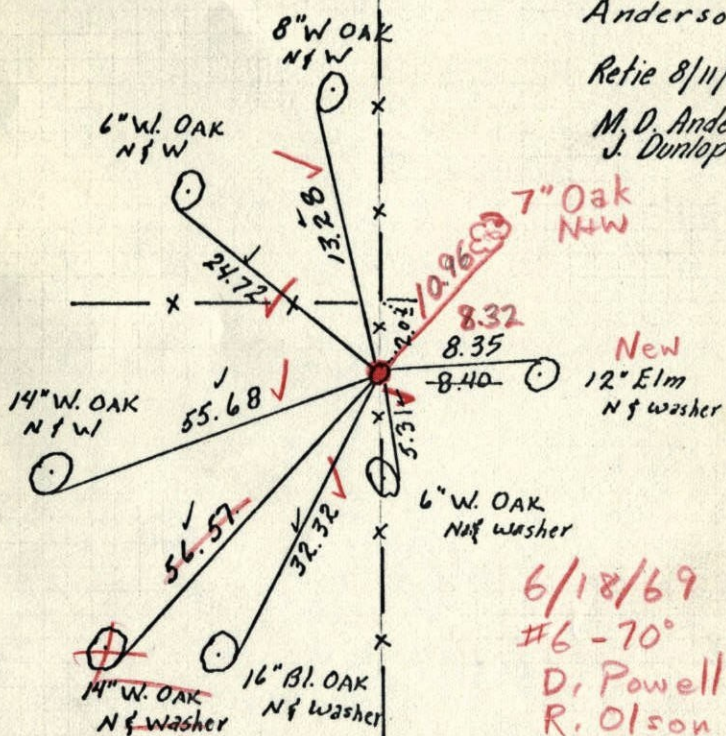 Anderso
Retie 8/11/
M. D. Ande
J. Dunlop
8" W OAK
N & W
6" W. OAK
N & W
13.28
24.72
7" Oak
N+W
10.96
2.0±
8.32
8.35
8.40
New
12" Elm
N & Washer
14" W. OAK
N & W
55.68
5.31
6" W. OAK
N & Washer
56.57
32.32
14" W. OAK
N & Washer
16" Bl. OAK
N & Washer
6/18/69
#6 - 70°
D. Powell
R. Olson